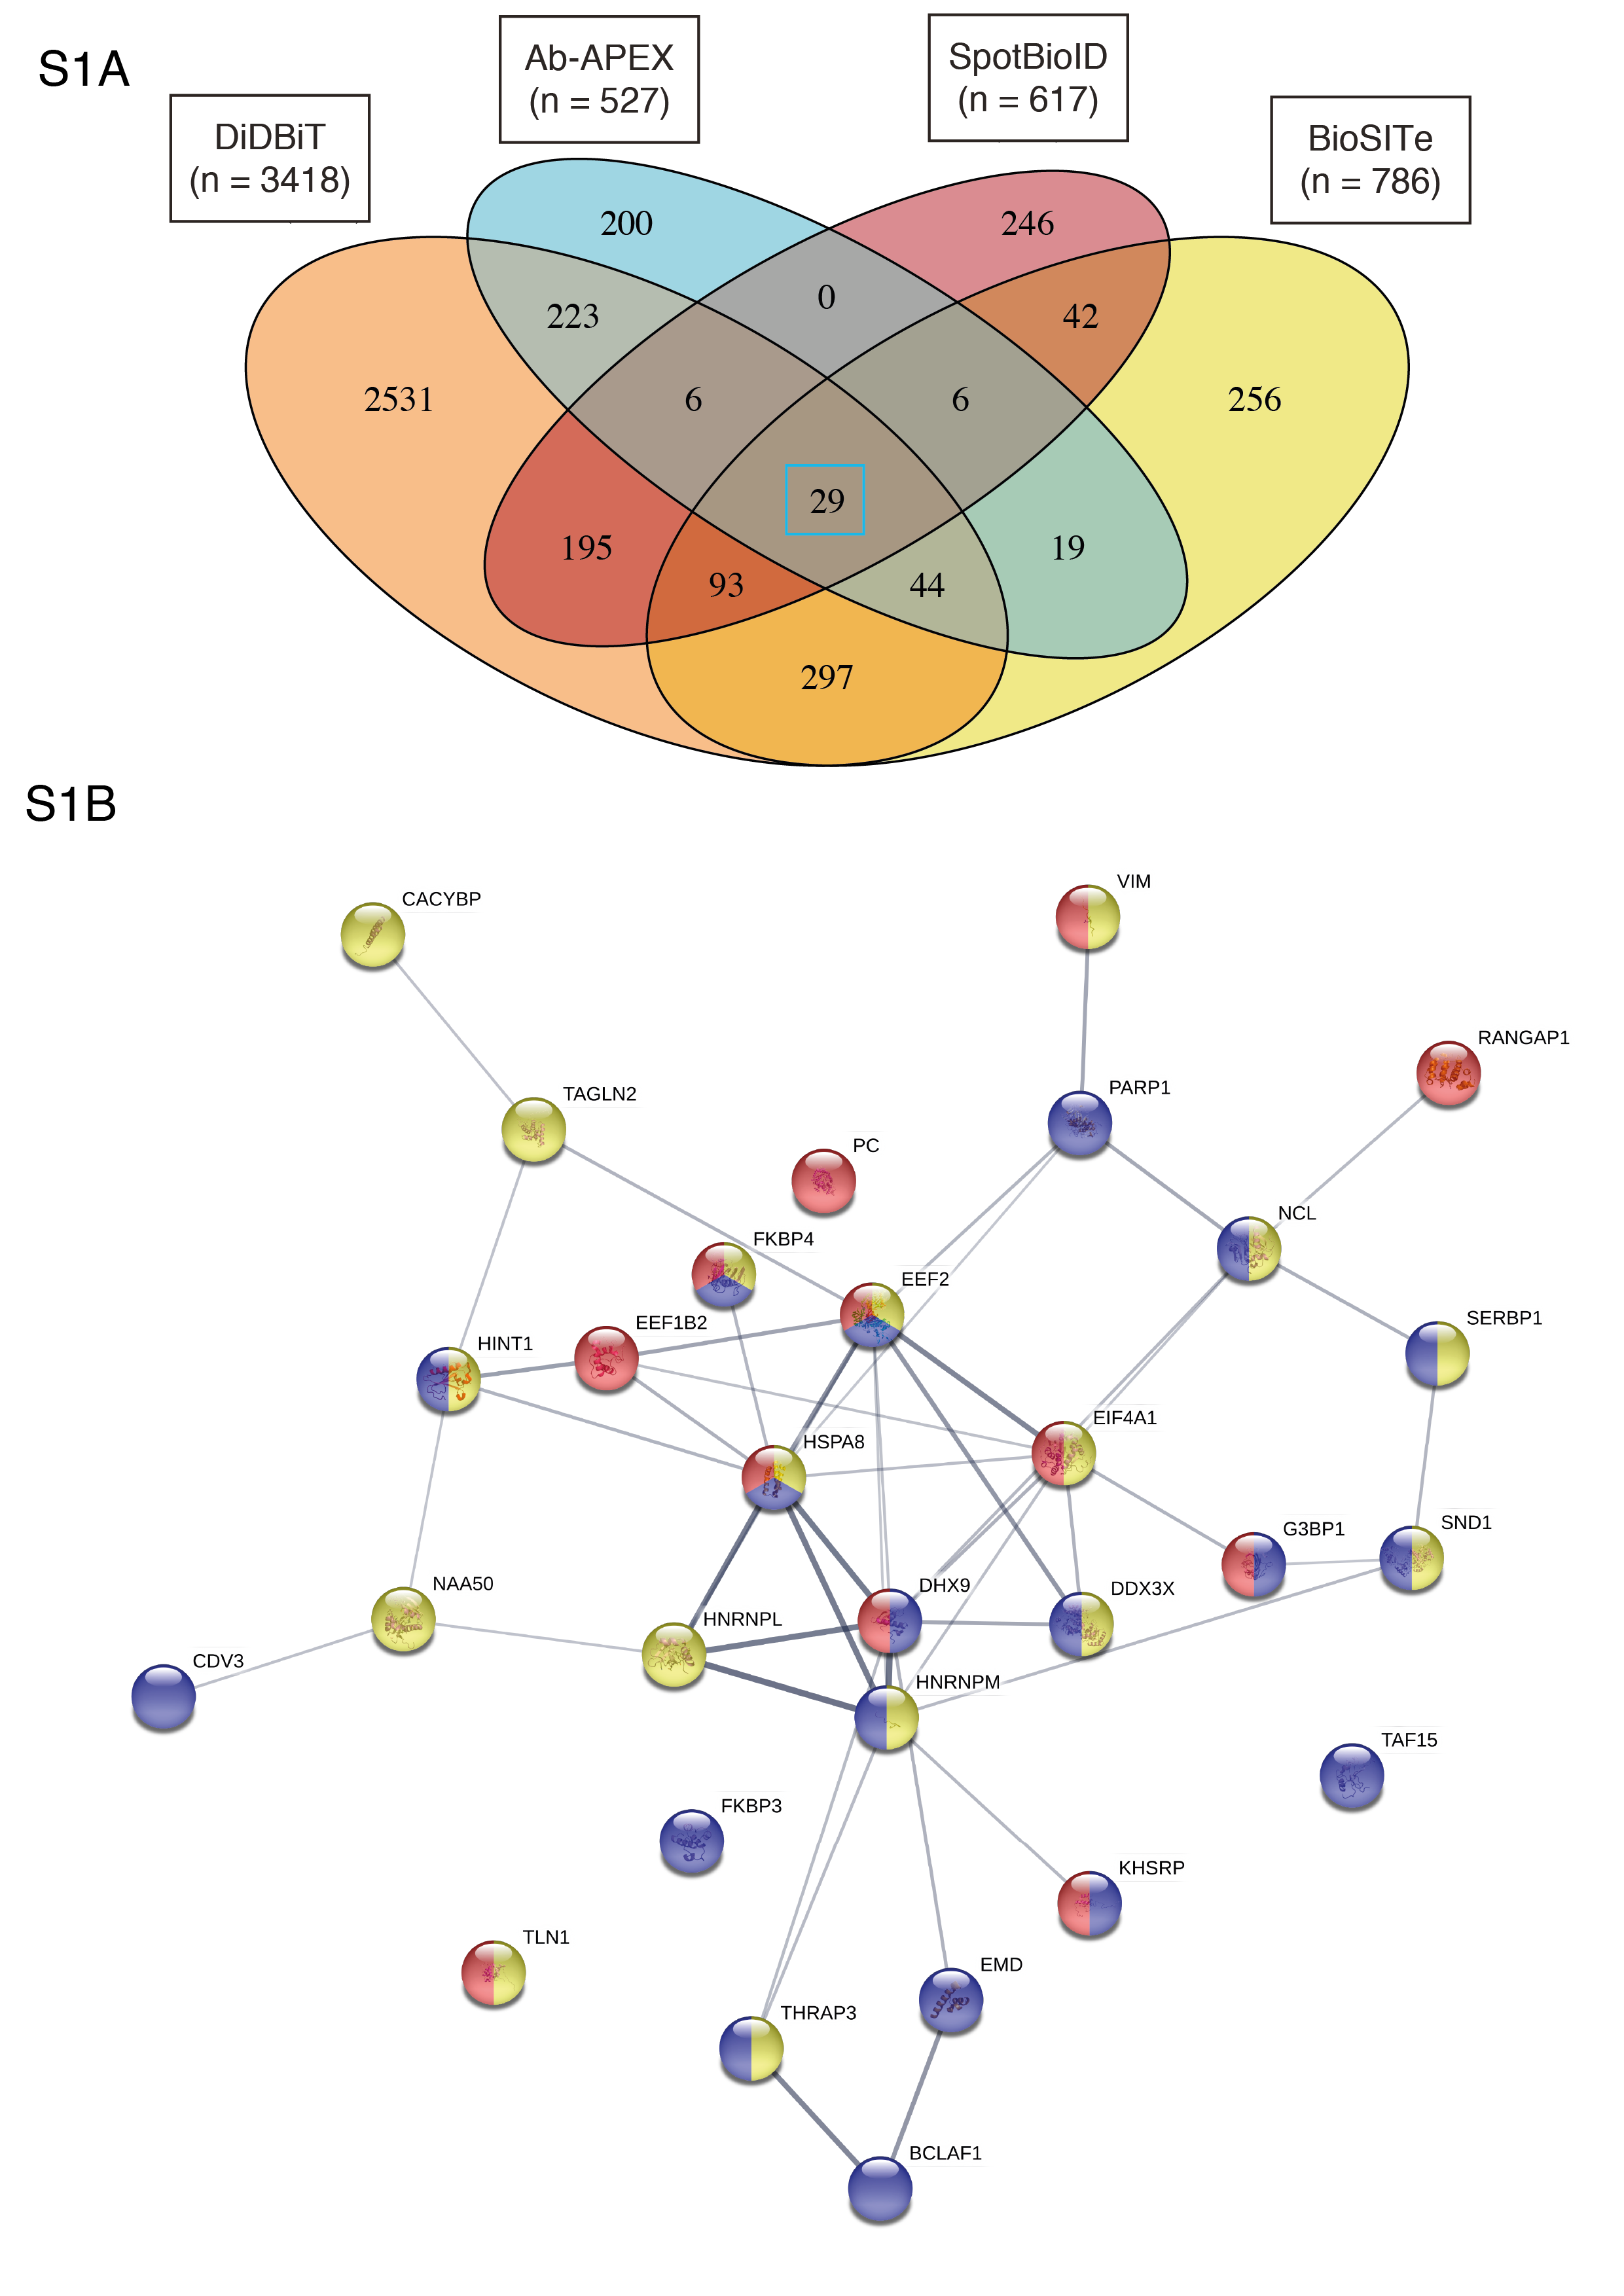 S1A
Ab-APEX
(n = 527)
SpotBioID
(n = 617)
DiDBiT
(n = 3418)
BioSITe
(n = 786)
200
246
223
0
42
2531
6
6
256
29
195
93
44
19
297
S1B
CACYBP
VIM
RANGAP1
TAGLN2
PARP1
PC
NCL
FKBP4
EEF2
SERBP1
EEF1B2
HINT1
EIF4A1
HSPA8
G3BP1
SND1
NAA50
DHX9
DDX3X
HNRNPL
CDV3
HNRNPM
TAF15
FKBP3
KHSRP
TLN1
EMD
THRAP3
BCLAF1